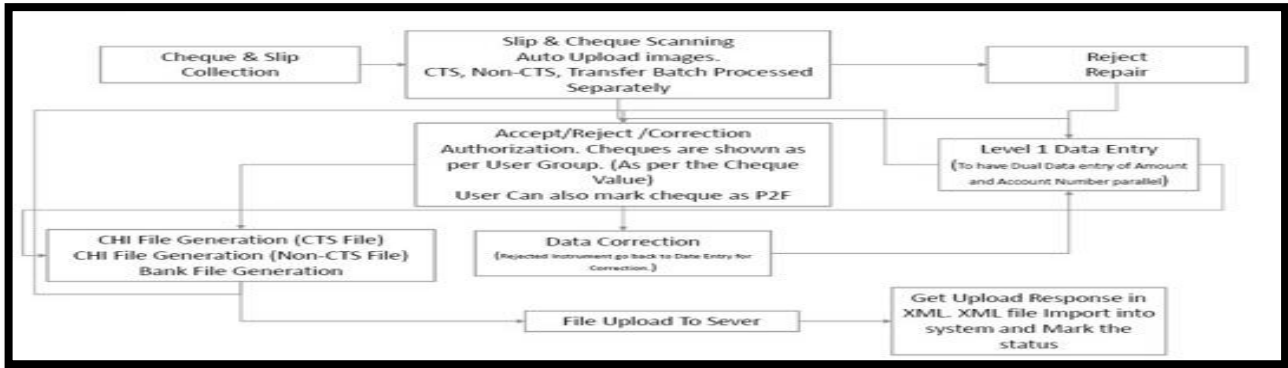 Cheque & Slip
Collection
Slip & Cheque Scanning
Auto Upload images.
CTS, Non-CTS, Transfer Batch Processed
Separately
Reject
Repair
Accept/Reject /Correction
Authorization. Cheques are shown as
per User Group. (As per the Cheque
Value)
User Can also mark cheque as P2F
Level 1 Data Entry
(To have Dual Data entry of Amount
and Account Number parallel)
CHI File Generation (CTS File)
CHI File Generation (Non-CTS File)
Bank File Generation
Data Correction
(Rejected Instrument go back to Date Entry for
Correction.)
File Upload To Sever
Get Upload Response in
XML. XML file Import into
system and Mark the
status